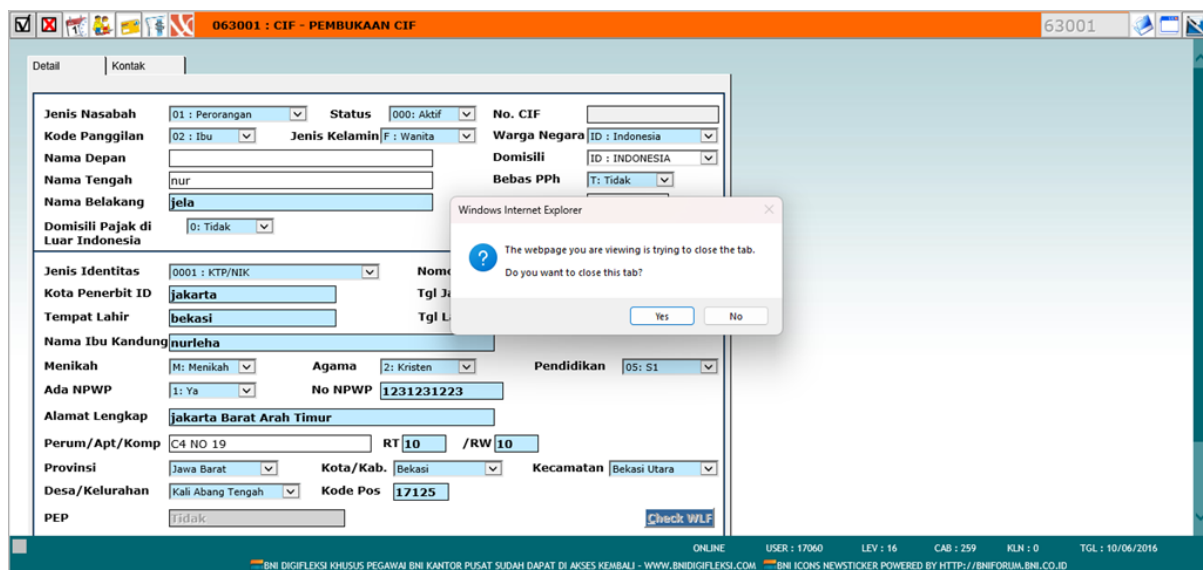 063001 : CIF - PEMBUKAAN CIF 63001
Detail Kontak
Jenis Nasabah 01 : Perorangan Status 000: Aktif No. CIF
Kode Panggilan 02 : Ibu Jenis Kelamin F : Wanita Warga Negara ID : Indonesia
Nama Depan Domisili ID : INDONESIA
Nama Tengah nur Bebas PPh T: Tidak
Nama Belakang jela
Domisili Pajak di 0: Tidak
Luar Indonesia
Windows Internet Explorer
The webpage you are viewing is trying to close the tab.
Do you want to close this tab?
Yes No
Jenis Identitas 0001 : KTP/NIK
Kota Penerbit ID jakarta
Tempat Lahir bekasi
Nama Ibu Kandung nurleha
Menikah M: Menikah Agama 2: Kristen Pendidikan 05: S1
Ada NPWP 1: Ya No NPWP 1231231223
Alamat Lengkap jakarta Barat Arah Timur
Perum/Apt/Komp C4 NO 19 RT 10 /RW 10
Provinsi Jawa Barat Kota/Kab. Bekasi Kecamatan Bekasi Utara
Desa/Kelurahan Kali Abang Tengah Kode Pos 17125
PEP Tidak Check WLF
ONLINE USER : 17060 LEV : 16 CAB : 259 KLN : 0 TGL : 10/06/2016
BNI DIGIFLEKSI KHUSUS PEGAWAI BNI KANTOR PUSAT SUDAH DAPAT DI AKSES KEMBALI - WWW.BNIDIGIFLEKSI.COM BNI ICONS NEWSTICKER POWERED BY HTTP://BNIFORUM.BNI.CO.ID